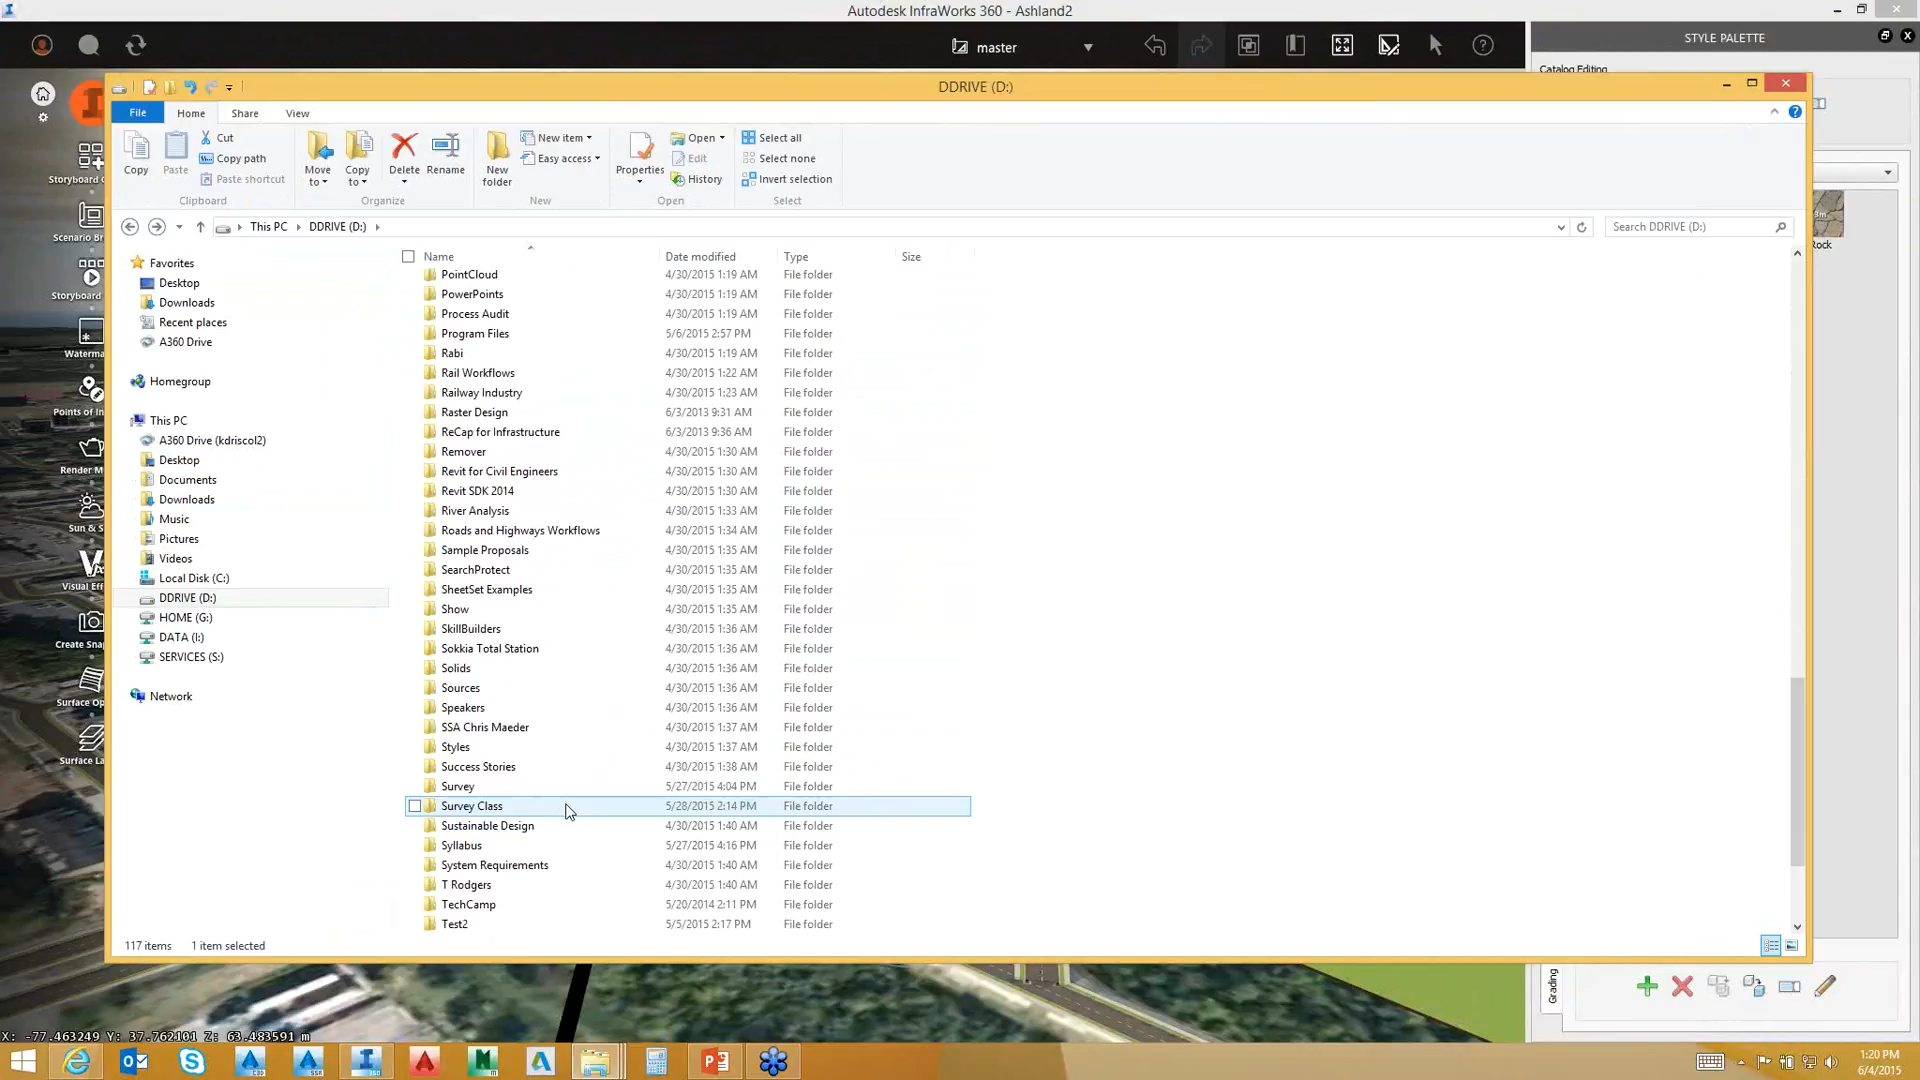 Autodesk InfraWorks 360 - Ashland2
master
STYLE PALETTE
Catalog Editing
DDRIVE (D:)
File
Home
Share
View
Copy
Paste
Cut
Copy path
Paste shortcut
Clipboard
Move to
Copy to
Delete
Rename
Organize
New folder
New item
Easy access
New
Properties
Open
Edit
History
Open
Select all
Select none
Invert selection
Select
This PC
DDRIVE (D:)
Search DDRIVE (D:)
Storyboard
Scenario
Storyboard
Points of
Render
Sun &
Create
Surface
Surface
Rock
Grading
Favorites
Desktop
Downloads
Recent places
A360 Drive
Homegroup
This PC
A360 Drive (kdriscol2)
Desktop
Documents
Downloads
Music
Pictures
Videos
Local Disk (C:)
DDRIVE (D:)
HOME (G:)
DATA (I:)
SERVICES (S:)
Network
Name Date modified Type Size
PointCloud 4/30/2015 1:19 AM File folder
PowerPoints 4/30/2015 1:19 AM File folder
Process Audit 4/30/2015 1:19 AM File folder
Program Files 5/6/2015 2:57 PM File folder
Rabi 4/30/2015 1:19 AM File folder
Rail Workflows 4/30/2015 1:22 AM File folder
Railway Industry 4/30/2015 1:23 AM File folder
Raster Design 6/3/2013 9:31 AM File folder
ReCap for Infrastructure 6/3/2013 9:36 AM File folder
Remover 4/30/2015 1:30 AM File folder
Revit for Civil Engineers 4/30/2015 1:30 AM File folder
Revit SDK 2014 4/30/2015 1:30 AM File folder
River Analysis 4/30/2015 1:33 AM File folder
Roads and Highways Workflows 4/30/2015 1:34 AM File folder
Sample Proposals 4/30/2015 1:35 AM File folder
SearchProtect 4/30/2015 1:35 AM File folder
SheetSet Examples 4/30/2015 1:35 AM File folder
Show 4/30/2015 1:35 AM File folder
SkillBuilders 4/30/2015 1:36 AM File folder
Sokkia Total Station 4/30/2015 1:36 AM File folder
Solids 4/30/2015 1:36 AM File folder
Sources 4/30/2015 1:36 AM File folder
Speakers 4/30/2015 1:36 AM File folder
SSA Chris Maeder 4/30/2015 1:37 AM File folder
Styles 4/30/2015 1:37 AM File folder
Success Stories 4/30/2015 1:38 AM File folder
Survey 5/27/2015 4:04 PM File folder
Survey Class 5/28/2015 2:14 PM File folder
Sustainable Design 4/30/2015 1:40 AM File folder
Syllabus 5/27/2015 4:16 PM File folder
System Requirements 4/30/2015 1:40 AM File folder
T Rodgers 4/30/2015 1:40 AM File folder
TechCamp 5/20/2014 2:11 PM File folder
Test2 5/5/2015 2:17 PM File folder
117 items 1 item selected
X: -77.463249 Y: 37.762101 Z: 63.483591 m
1:20 PM
6/4/2015